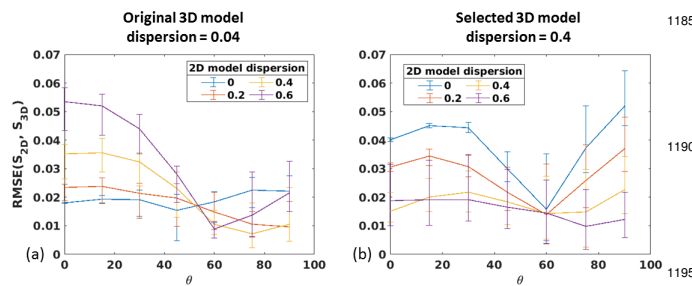 Original 3D model
dispersion = 0.04
Selected 3D model
dispersion = 0.4
1185
0.07
0.06
0.05
0.04
0.03
0.02
0.01
0
RMSE(S2D, S3D)
2D model dispersion
0 0.4
0.2 0.6
(a)
0 20 40 60 80 100
θ
0.07
0.06
0.05
0.04
0.03
0.02
0.01
0
2D model dispersion
0 0.4
0.2 0.6
(b)
0 20 40 60 80 100
θ
1190
1195